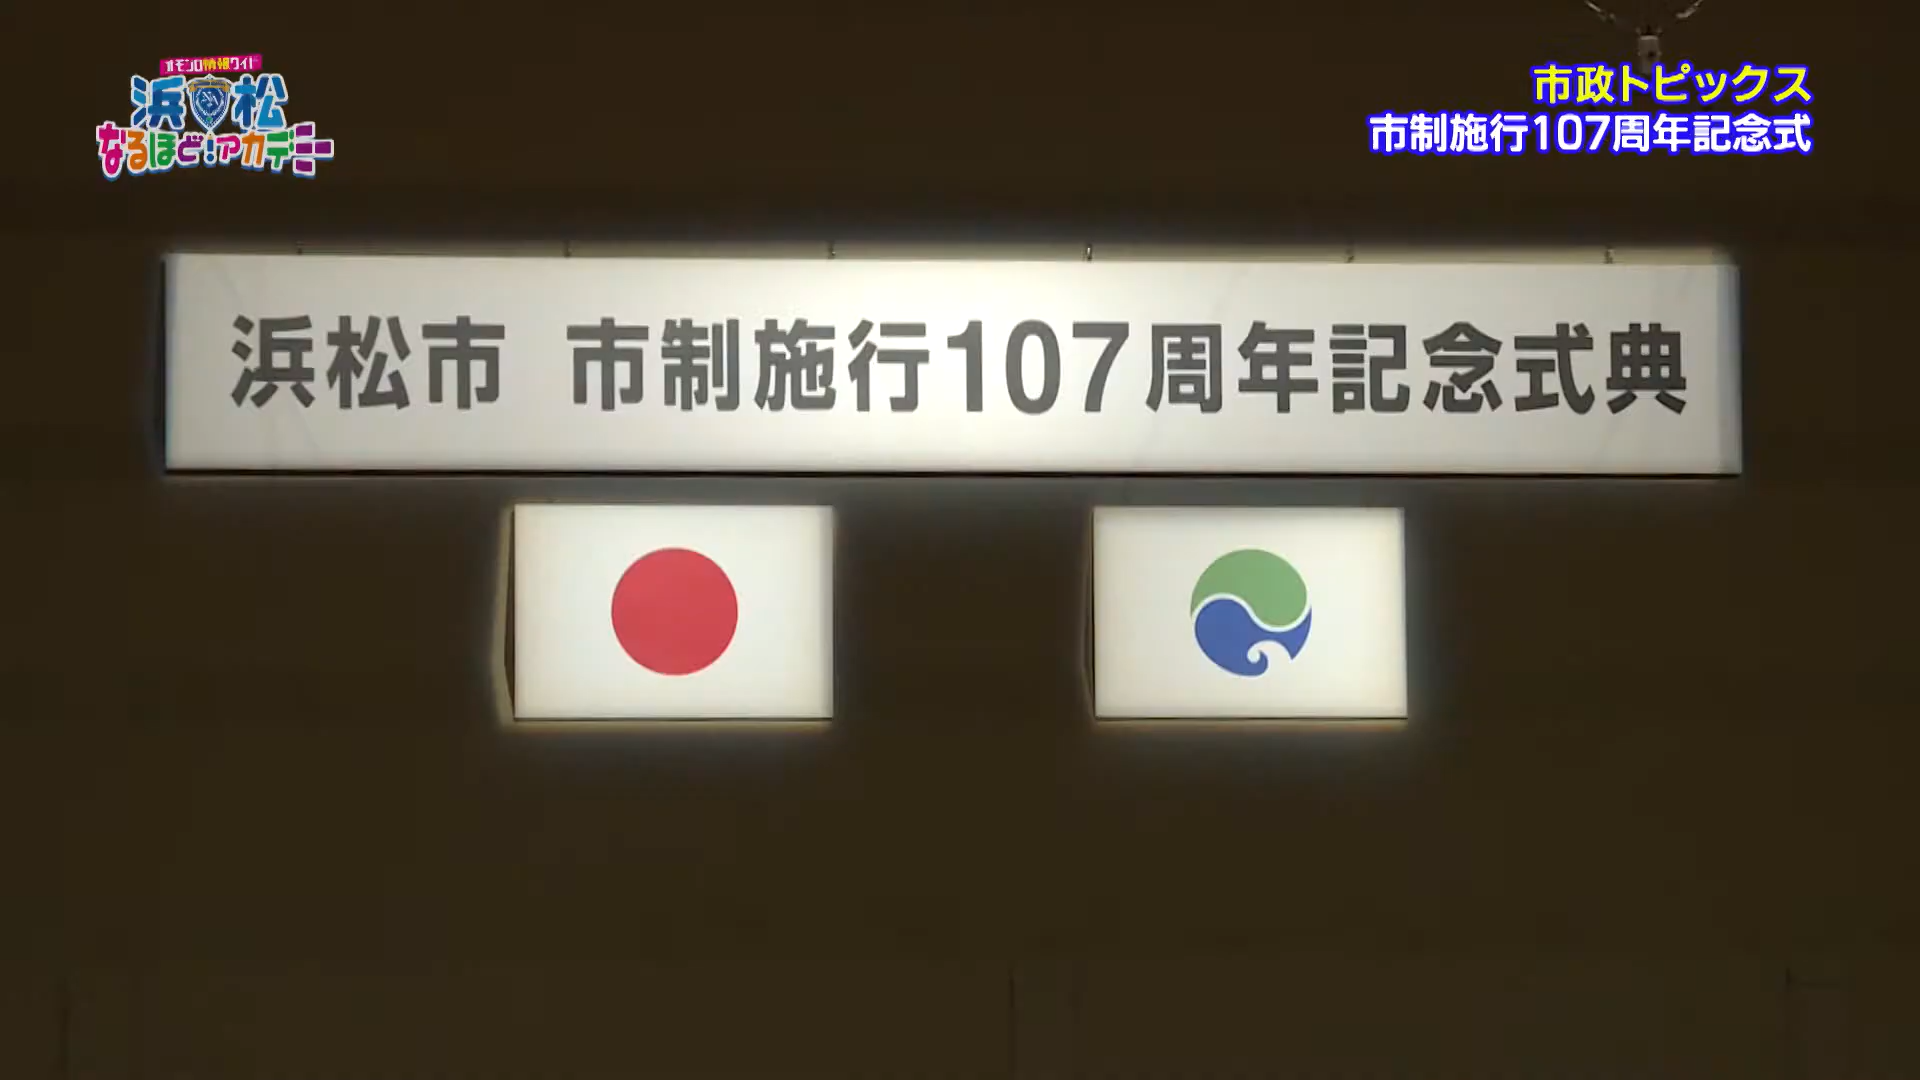 オモシロ情報ワイド
浜松
なるほど!アカデミー
市政トピックス
市制施行107周年記念式
浜松市 市制施行107周年記念式典